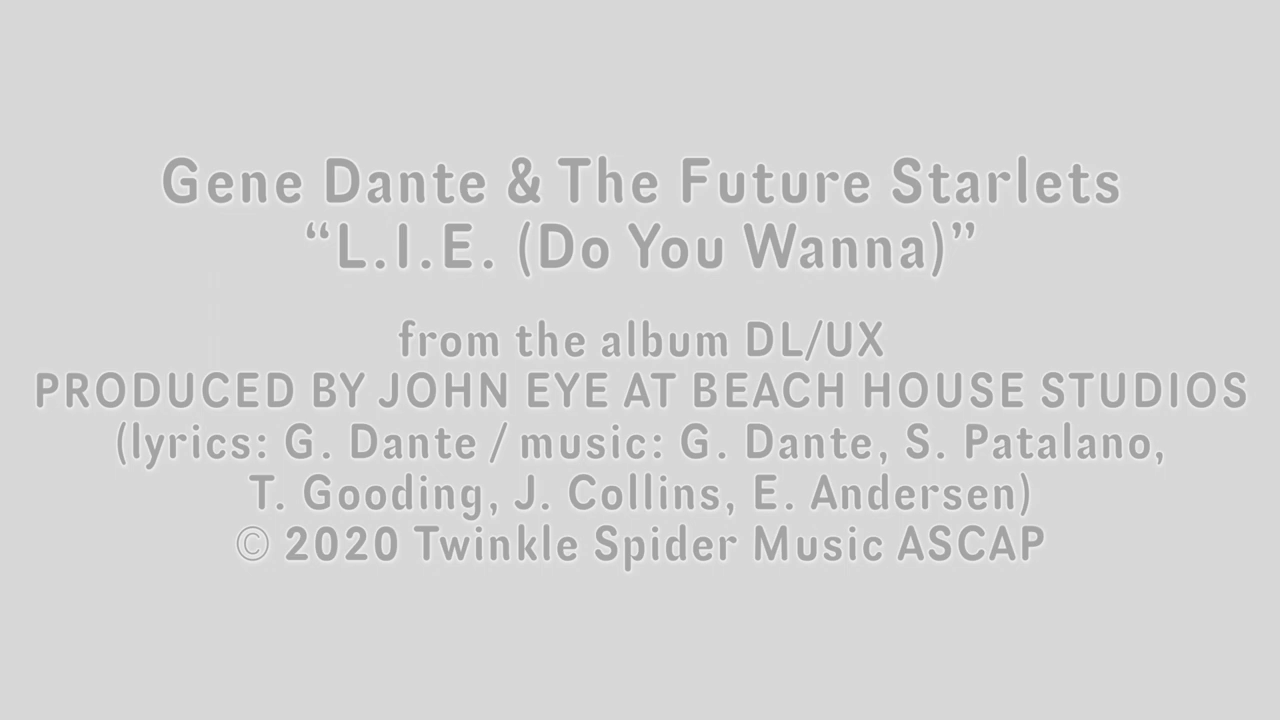 Gene Dante & The Future Starlets
“L.I.E. (Do You Wanna)”
from the album DL/UX
PRODUCED BY JOHN EYE AT BEACH HOUSE STUDIOS
(lyrics: G. Dante / music: G. Dante, S. Patalano,
T. Gooding, J. Collins, E. Andersen)
© 2020 Twinkle Spider Music ASCAP